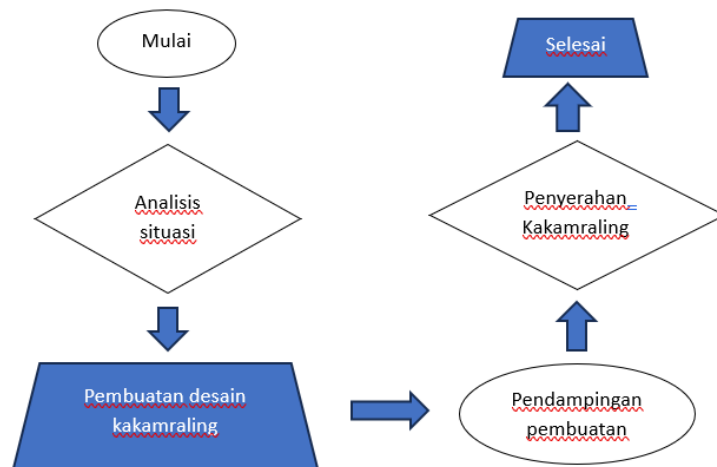 Mulai
Analisis
situasi
Pembuatan desain
kakamraling
Pendampingan
pembuatan
Penyerahan
Kakamraling
Selesai